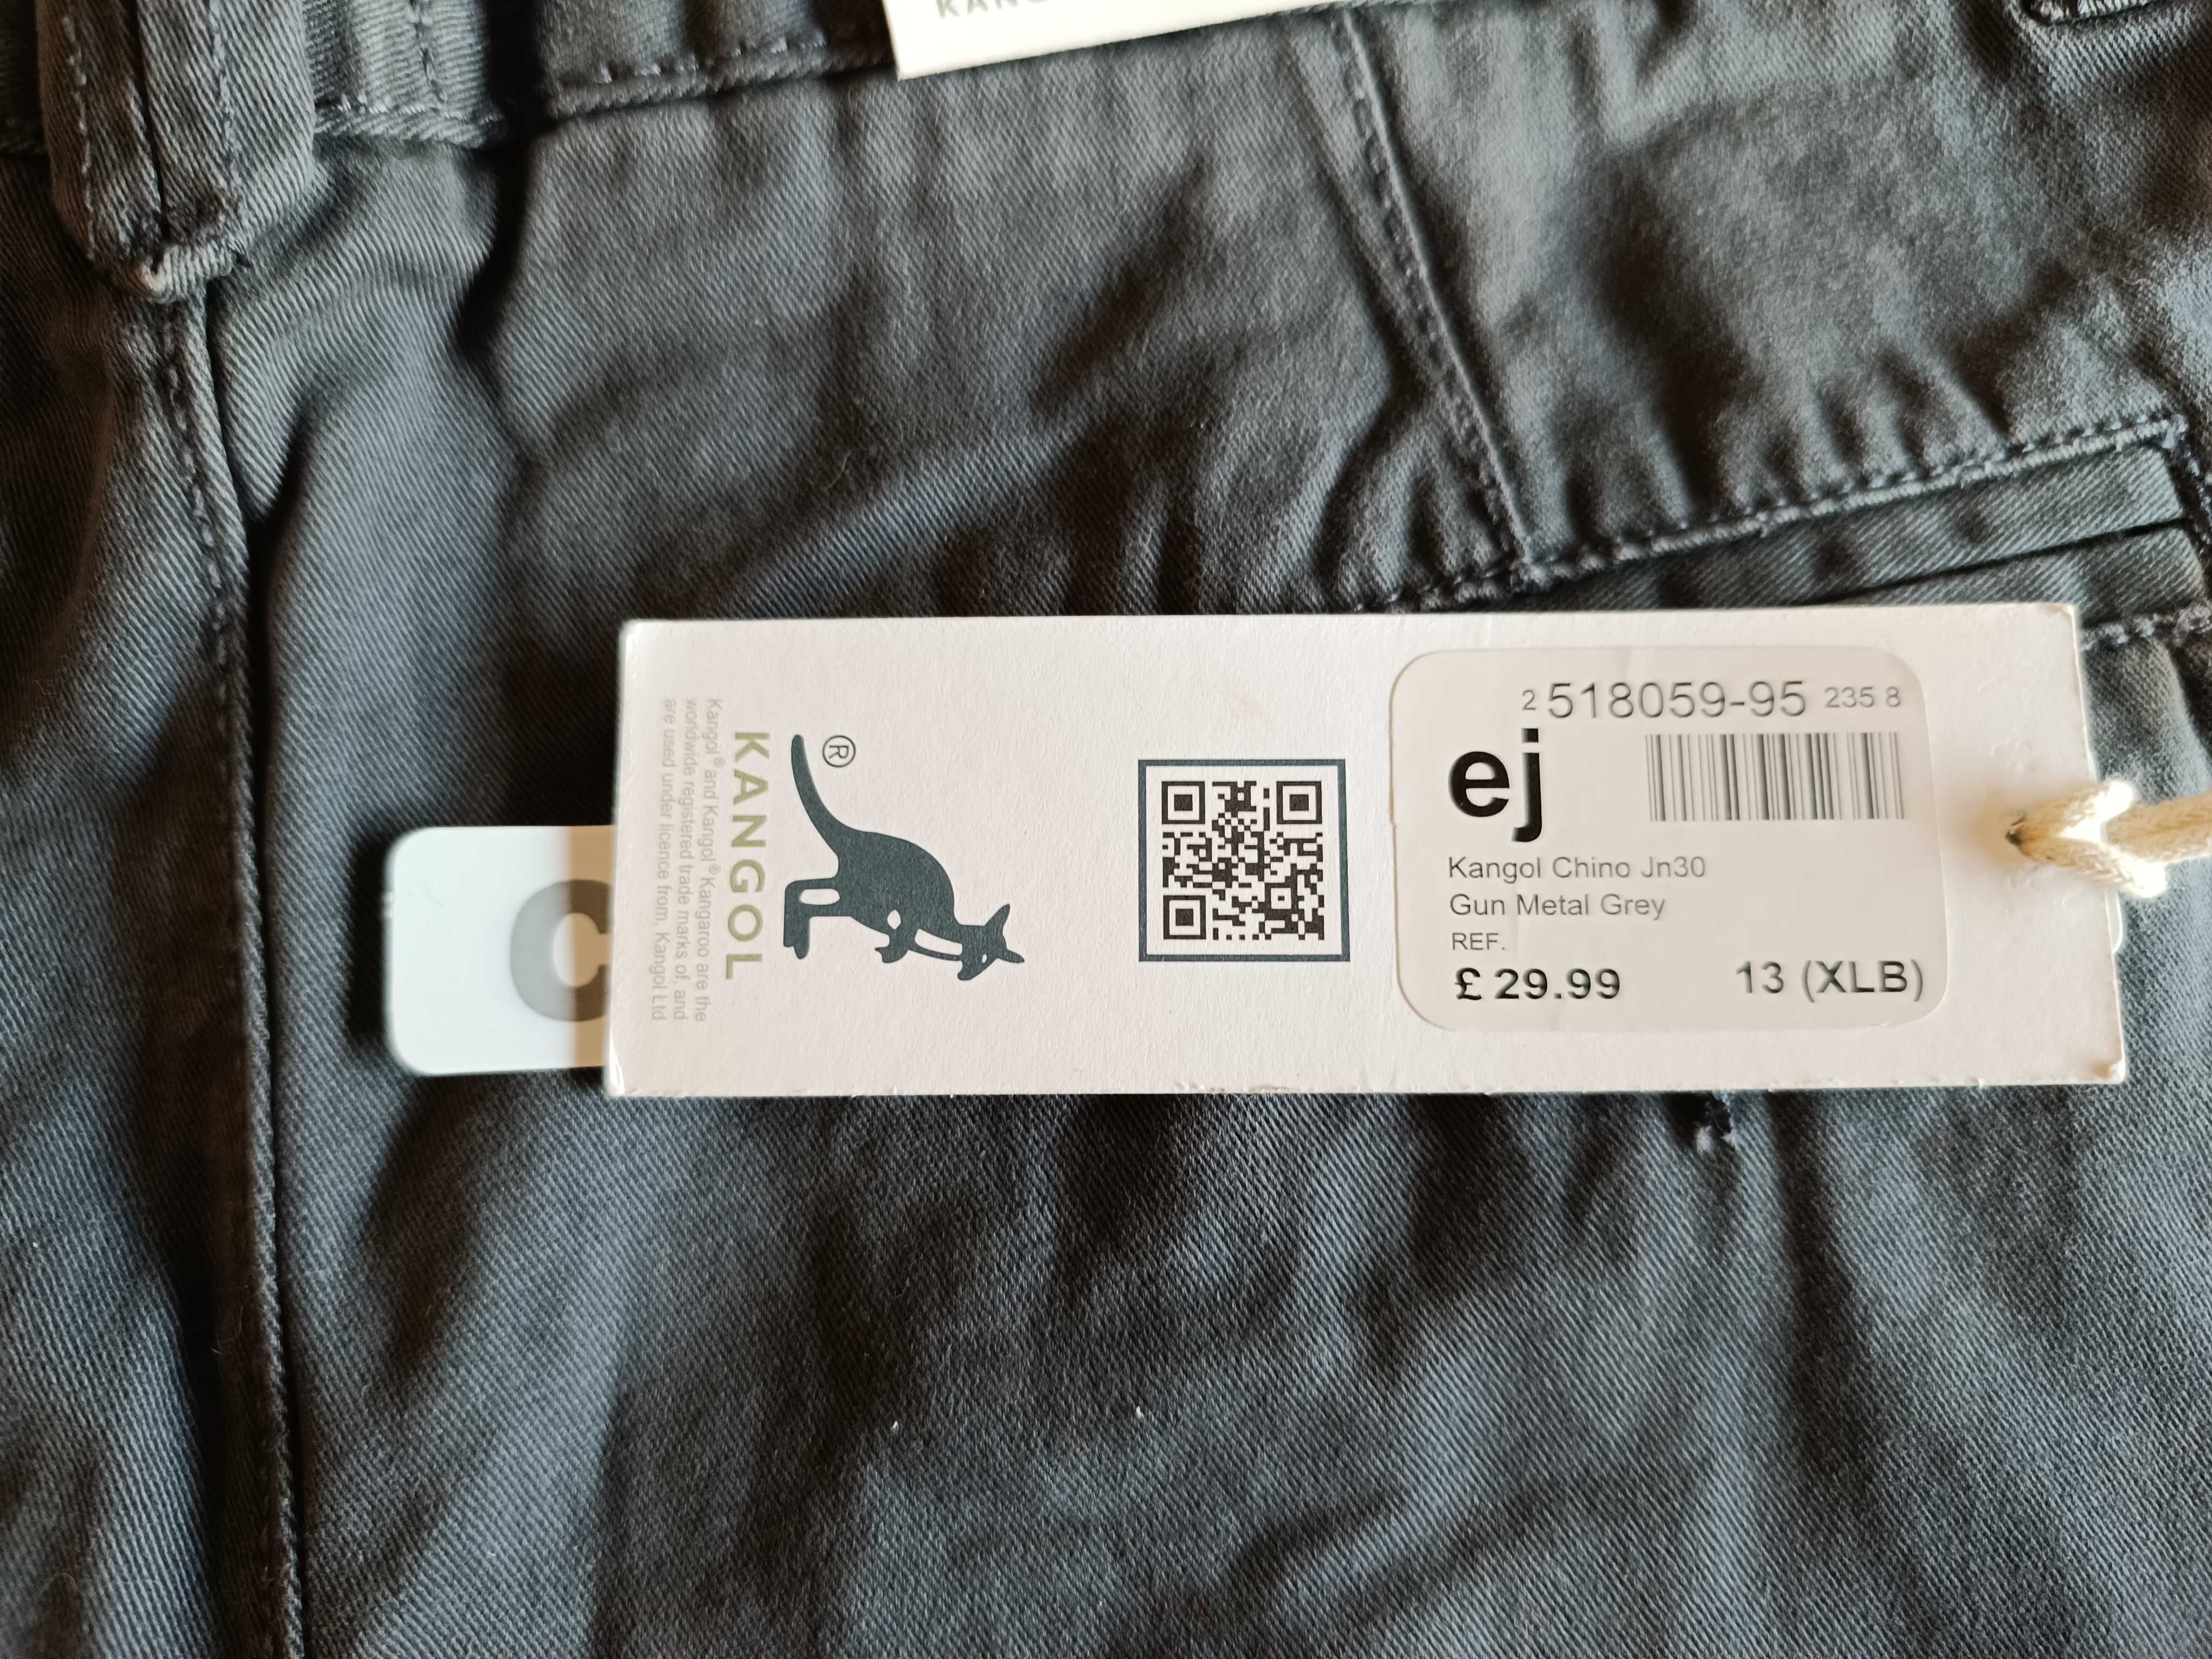 2 518059-95 235 8
ej
Kangol Chino Jn30
Gun Metal Grey
REF.
£ 29.99 13 (XLB)
®
KANGOL
Kangol® and Kangol® Kangaroo are the
worldwide registered trade marks of, and
are used under licence from, Kangol Ltd
C